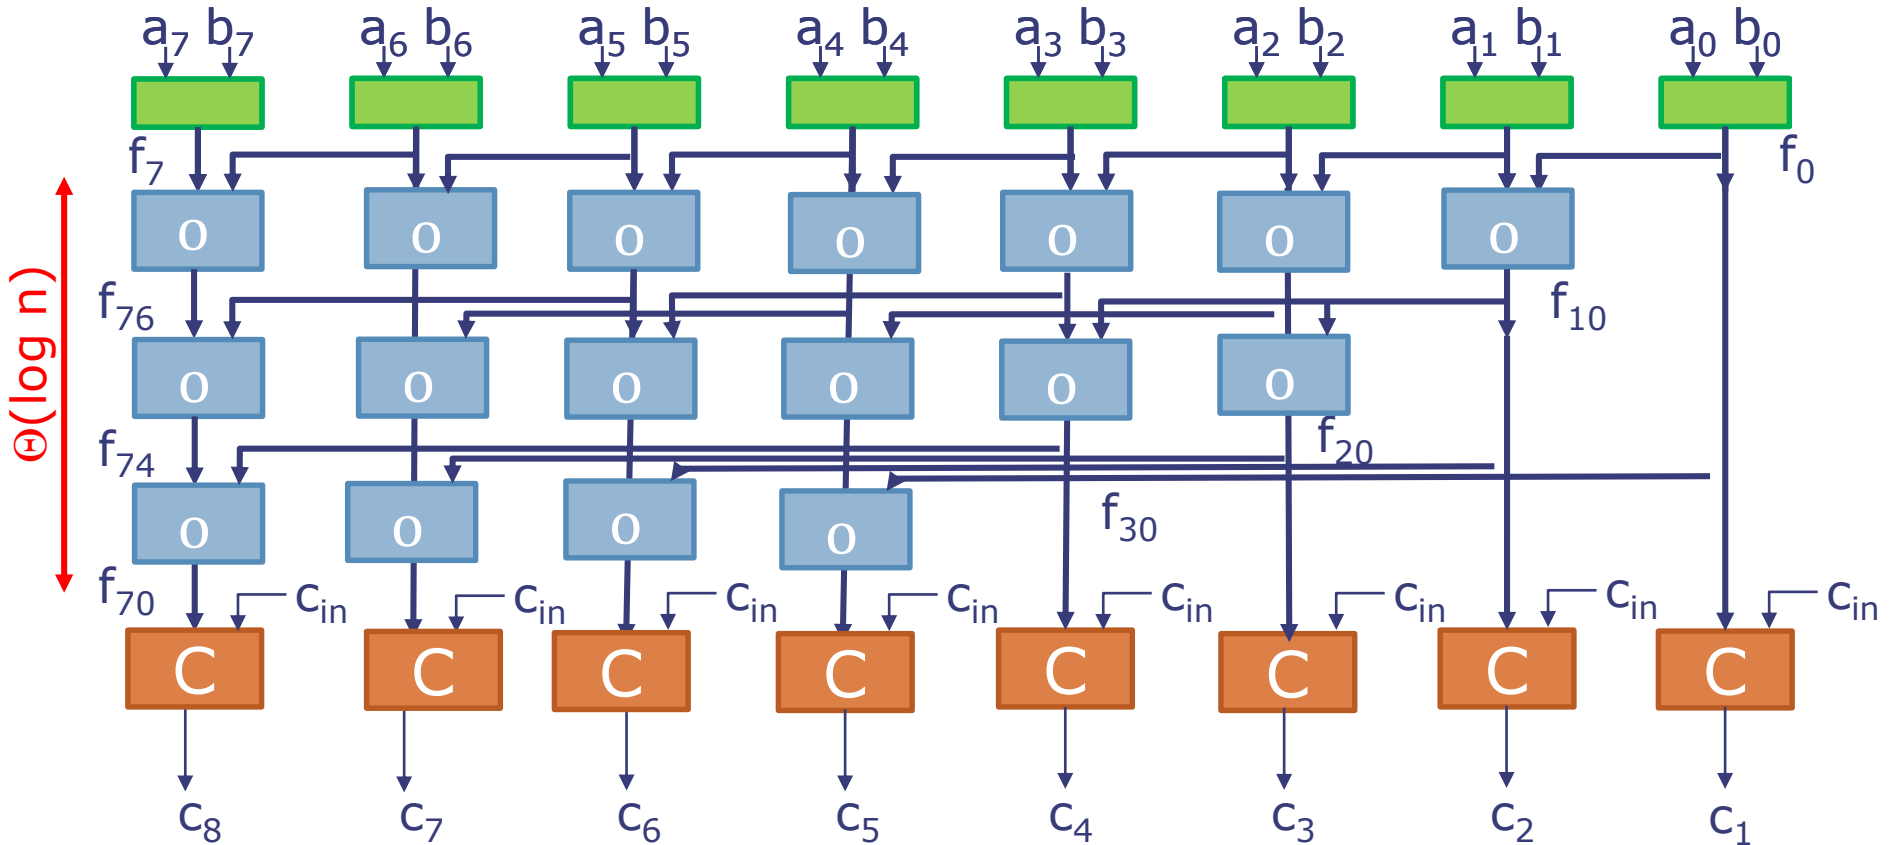 a7 b7 a6 b6 a5 b5 a4 b4 a3 b3 a2 b2 a1 b1 a0 b0
f7 f0
o o o o o o o
f76 f10
o o o o o o
f74 f20
o o o o
f30
f70 cin cin cin cin cin cin cin cin
C C C C C C C C
c8 c7 c6 c5 c4 c3 c2 c1
Θ(log n)